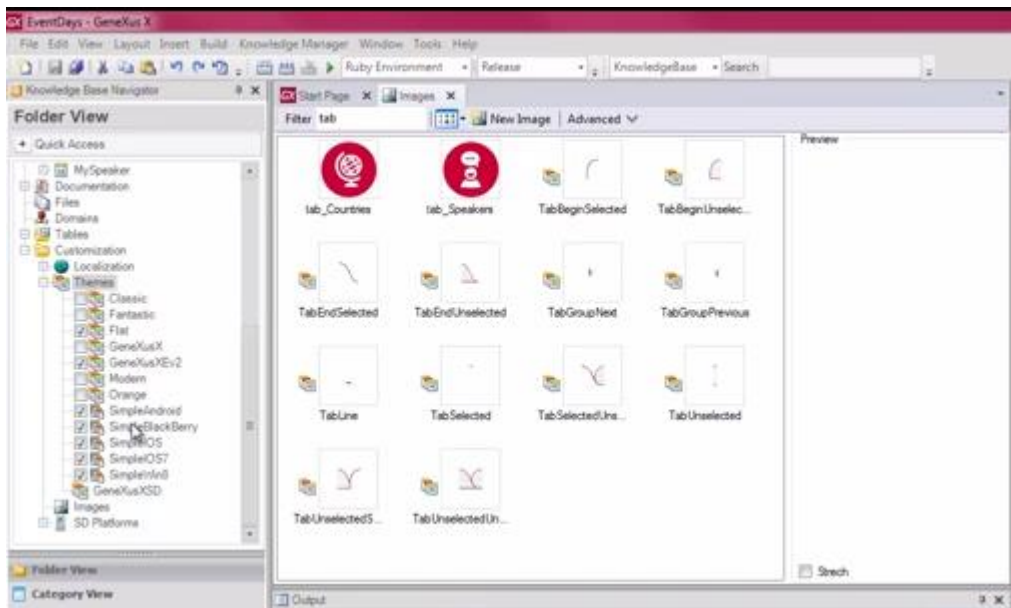 EventDays - GeneXus X
File Edit View Layout Insert Build Knowledge Manager Window Tools Help
Ruby Environment Release KnowledgeBase Search
Knowledge Base Navigator
Start Page Images
Folder View
Filter tab New Image Advanced
Quick Access
Preview
MySpeaker
Documentation
Files
Domains
Tables
Customization
Localization
Themes
Classic
Fantastic
Flat
GeneXusX
GeneXusXEv2
Modern
Orange
SimpleAndroid
SimpleBlackBerry
SimpleIOS
SimpleIOS7
SimpleWin8
GeneXusXSD
Images
SD Platforms
tab_Countries tab_Speakers TabBeginSelected TabBeginUnselec...
TabEndSelected TabEndUnselected TabGroupNext TabGroupPrevious
TabLine TabSelected TabSelectedUns... TabUnselected
TabUnselectedS... TabUnselectedUn...
Folder View
Strech
Category View
Output